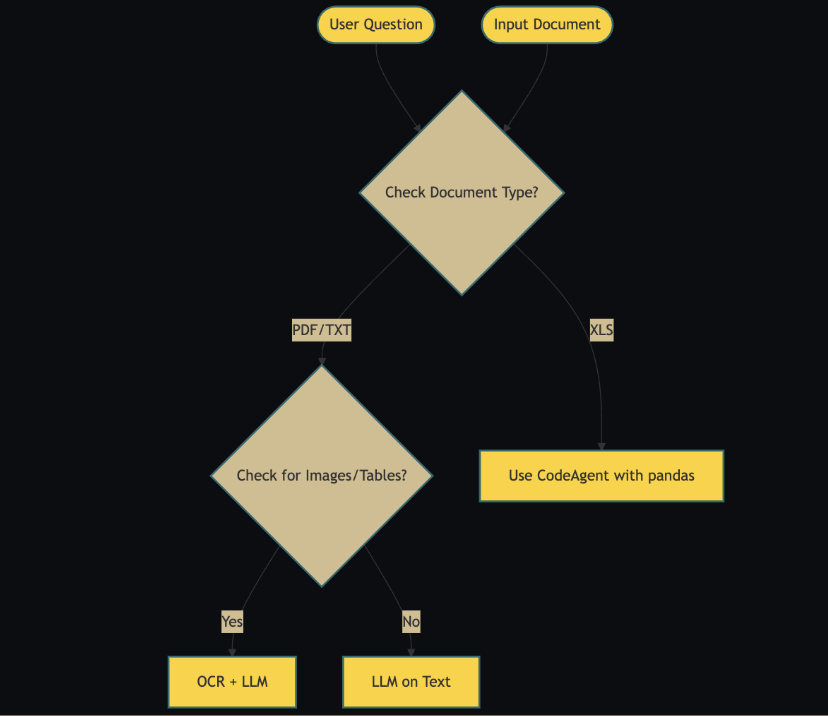 User Question
Input Document
Check Document Type?
PDF/TXT
XLS
Check for Images/Tables?
Use CodeAgent with pandas
Yes
No
OCR + LLM
LLM on Text